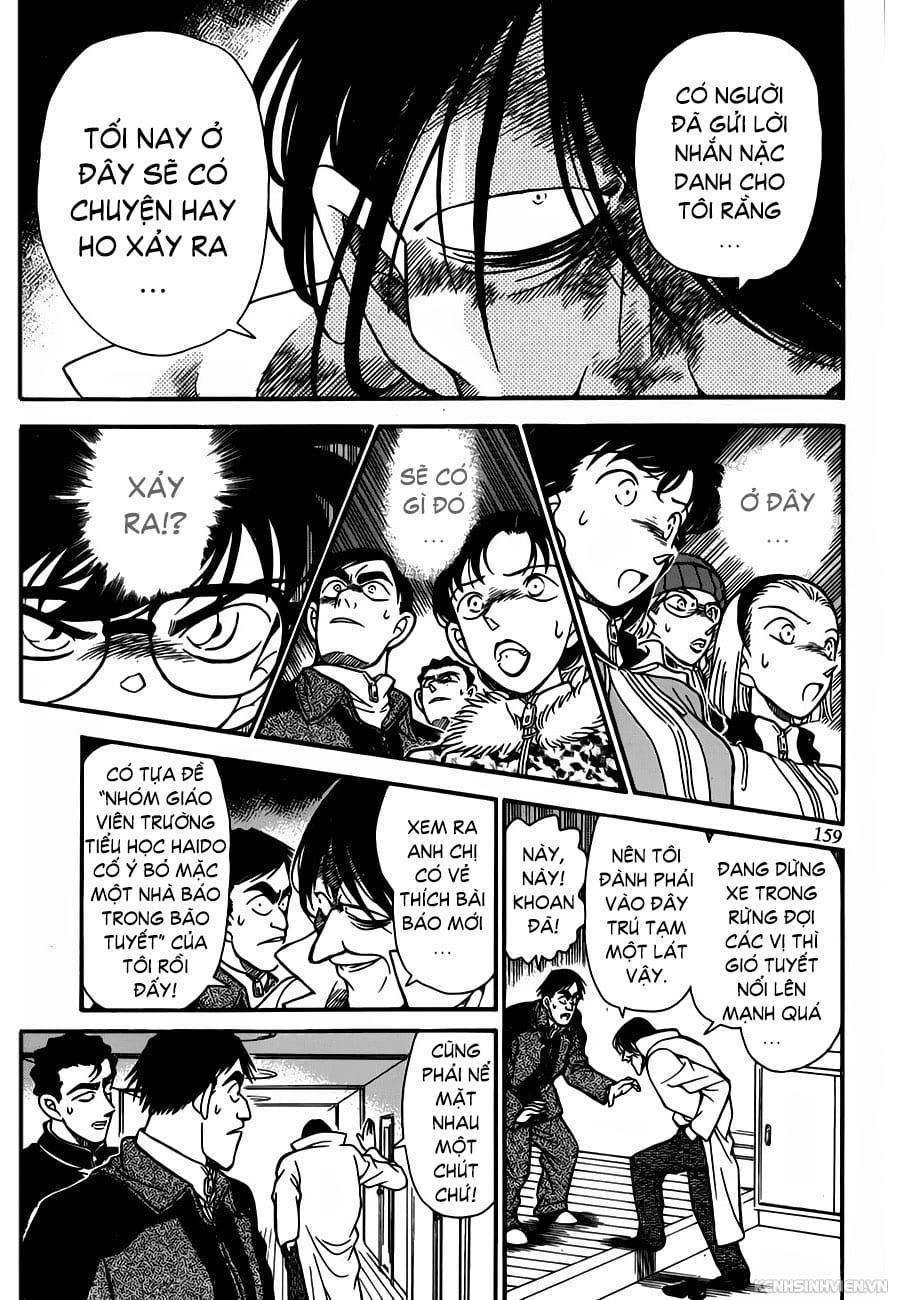 CÓ NGƯỜI
ĐÃ GỬI LỜI
NHẮN NẶC
DANH CHO
TÔI RẰNG
...
TỐI NAY Ở
ĐÂY SẼ CÓ
CHUYỆN HAY
HO XẢY RA
...
Ở ĐÂY
...
SẼ CÓ
GÌ ĐÓ
...
XẢY
RA!?
159
ĐANG DỪNG
XE TRONG
RỪNG ĐỢI
CÁC VỊ THÌ
GIÓ TUYẾT
NỔI LÊN
MẠNH QUÁ
...
NÊN TÔI
ĐÀNH PHẢI
VÀO ĐÂY
TRÚ TẠM
MỘT LÁT
VẬY.
NÀY,
NÀY!
KHOAN
ĐÃ!
XEM RA
ANH CHỊ
CÓ VẺ
THÍCH BÀI
BÁO MỚI
...
CÓ TỰA ĐỀ
"NHÓM GIÁO
VIÊN TRƯỜNG
TIỂU HỌC HAIDO
CỐ Ý BỎ MẶC
MỘT NHÀ BÁO
TRONG BÃO
TUYẾT" CỦA
TÔI RỒI
ĐẤY!
CŨNG
PHẢI NỂ
MẶT
NHAU
MỘT
CHÚT
CHỨ!
KENHSINHVIEN.VN